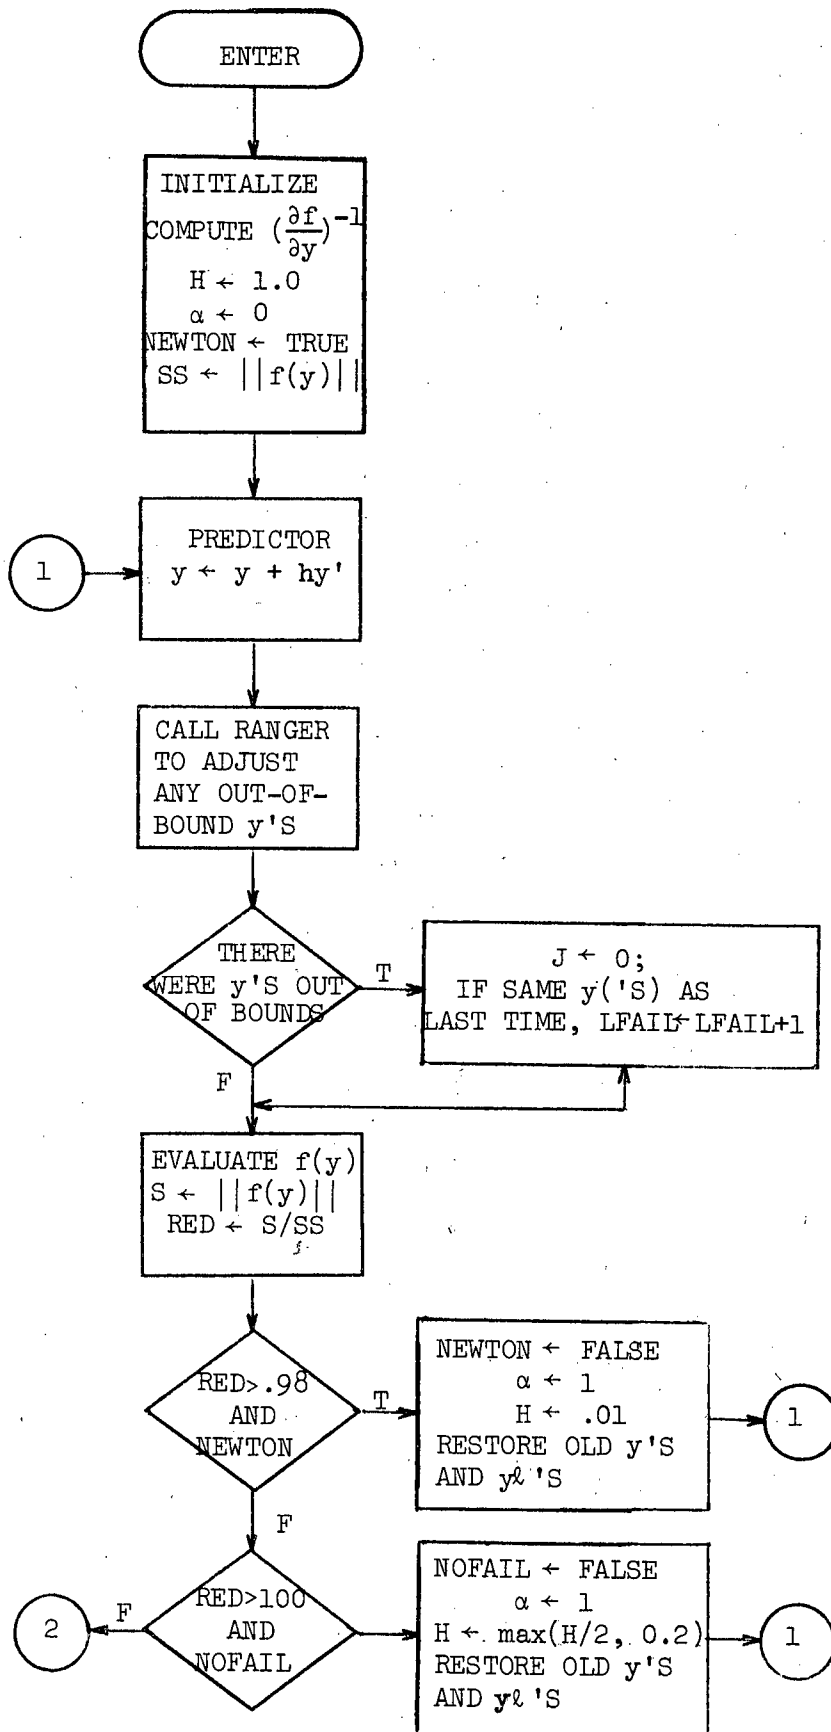 ENTER
INITIALIZE
COMPUTE (∂f/∂y)⁻¹
H ← 1.0
α ← 0
NEWTON ← TRUE
SS ← ||f(y)||
1
PREDICTOR
y ← y + hy'
CALL RANGER
TO ADJUST
ANY OUT-OF-
BOUND y'S
THERE
WERE y'S OUT
OF BOUNDS
T
J ← 0;
IF SAME y('S) AS
LAST TIME, LFAIL←LFAIL+1
F
EVALUATE f(y)
S ← ||f(y)||
RED ← S/SS
RED>.98
AND
NEWTON
T
NEWTON ← FALSE
α ← 1
H ← .01
RESTORE OLD y'S
AND yℓ'S
1
F
RED>100
AND
NOFAIL
F
2
NOFAIL ← FALSE
α ← 1
H ← max(H/2, 0.2)
RESTORE OLD y'S
AND yℓ'S
1